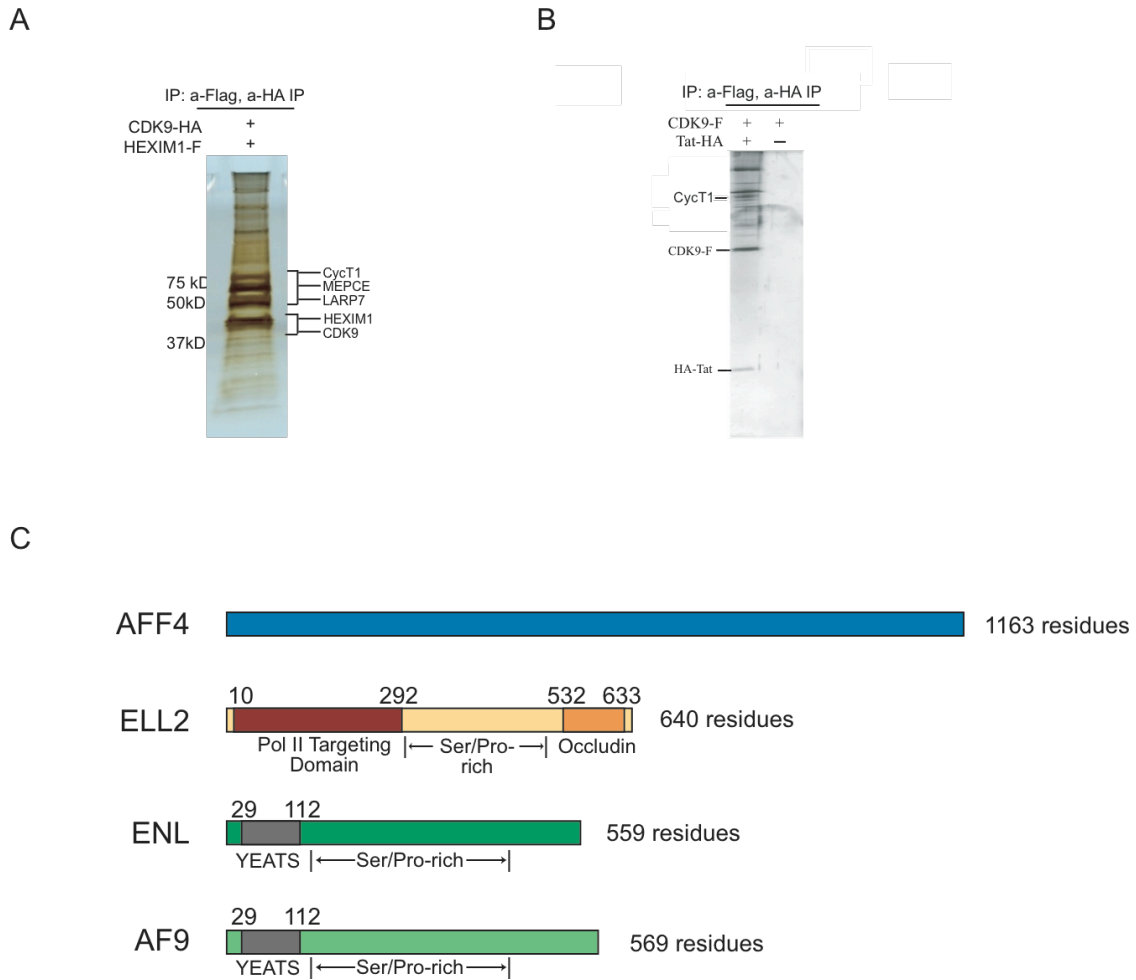 A
IP: a-Flag, a-HA IP
CDK9-HA +
HEXIM1-F +
75 kD
50kD
37kD
CycT1
MEPCE
LARP7
HEXIM1
CDK9
B
IP: a-Flag, a-HA IP
CDK9-F + +
Tat-HA + −
CycT1
CDK9-F
HA-Tat
C
AFF4 1163 residues
10 292 532 633
ELL2 640 residues
Pol II Targeting Domain
Ser/Pro-rich
Occludin
29 112
ENL 559 residues
YEATS Ser/Pro-rich
29 112
AF9 569 residues
YEATS Ser/Pro-rich